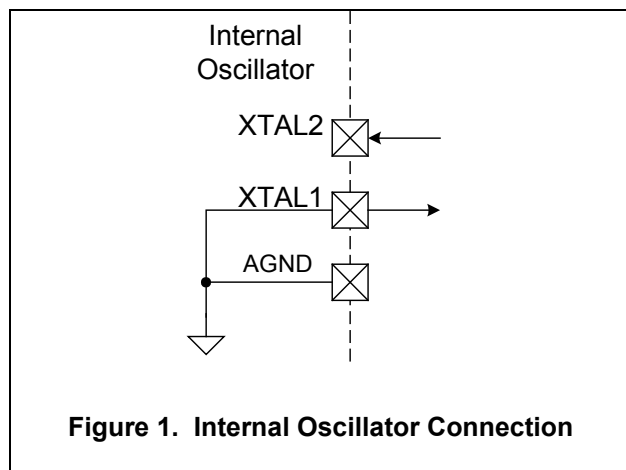 Internal
Oscillator
XTAL2
XTAL1
AGND
Figure 1. Internal Oscillator Connection